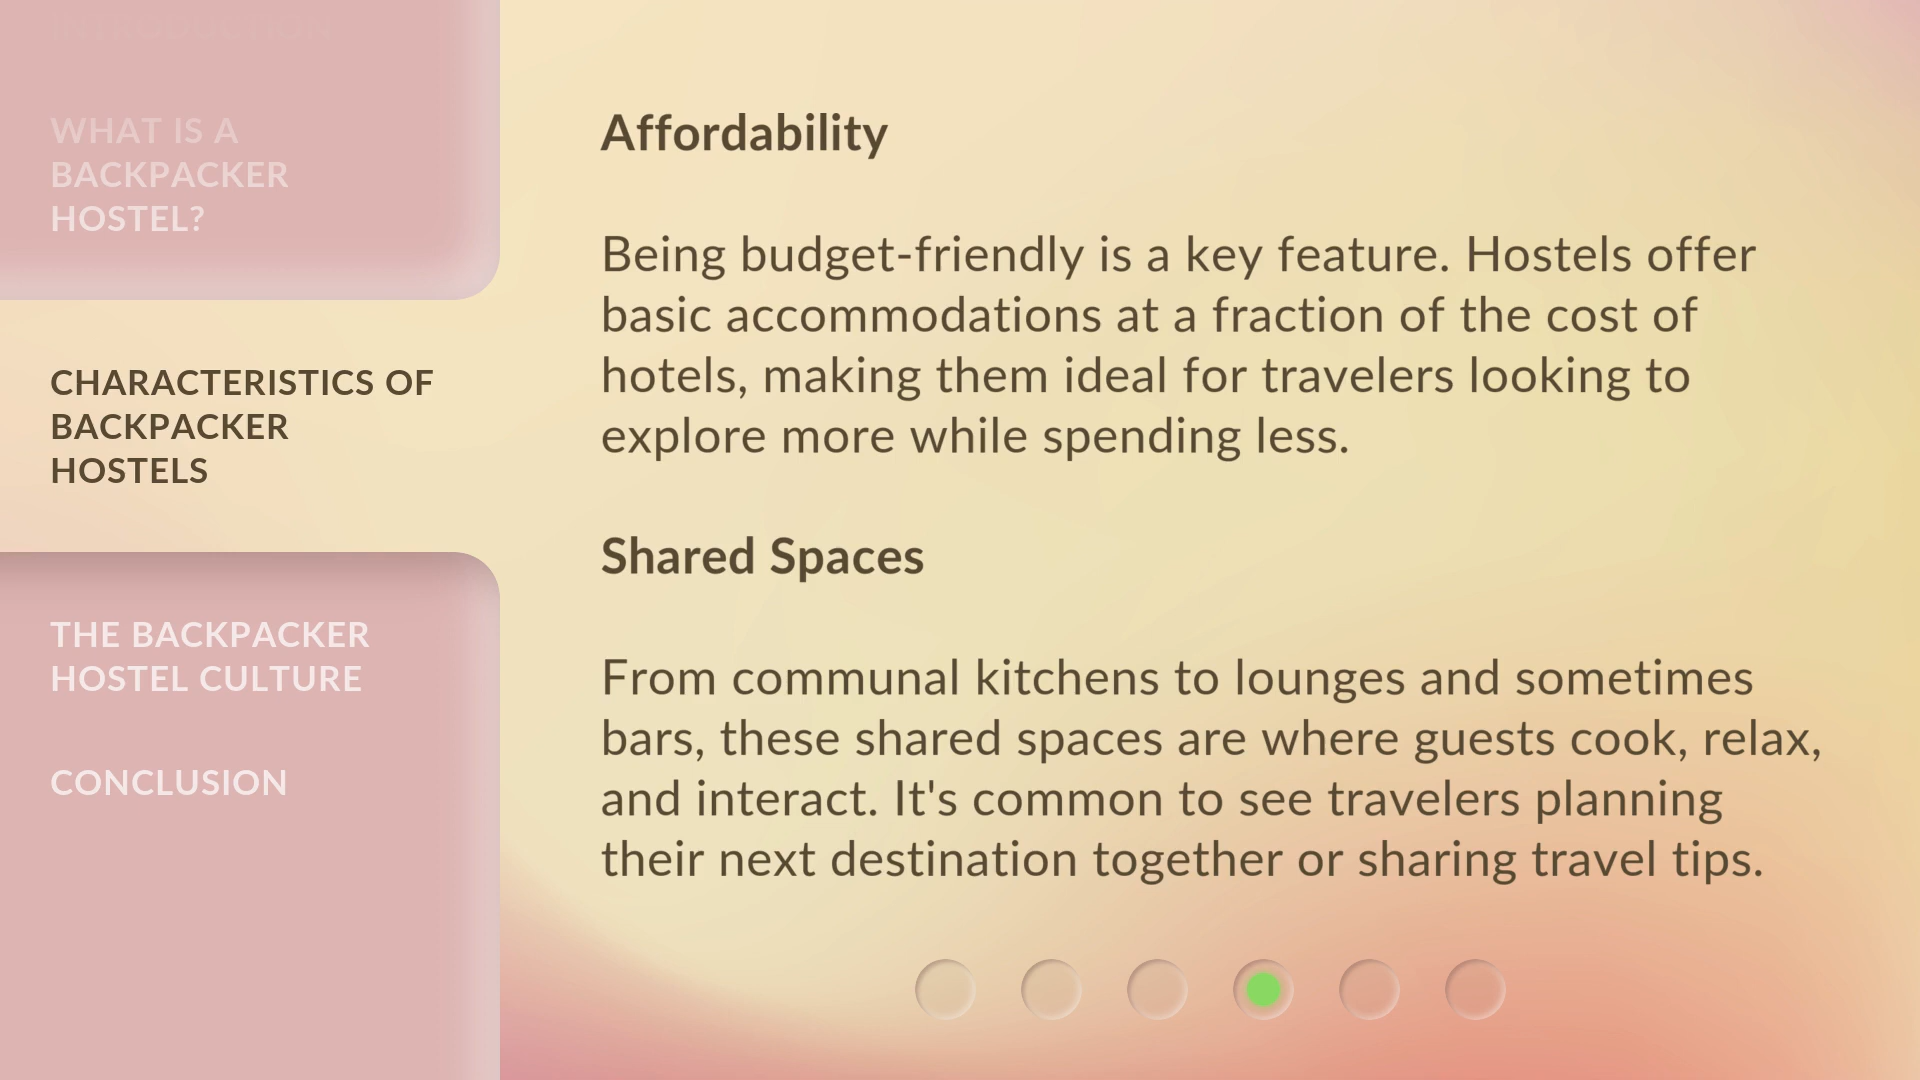 INTRODUCTION
WHAT IS A
BACKPACKER
HOSTEL?
CHARACTERISTICS OF
BACKPACKER
HOSTELS
THE BACKPACKER
HOSTEL CULTURE
CONCLUSION
Affordability
Being budget-friendly is a key feature. Hostels offer
basic accommodations at a fraction of the cost of
hotels, making them ideal for travelers looking to
explore more while spending less.
Shared Spaces
From communal kitchens to lounges and sometimes
bars, these shared spaces are where guests cook, relax,
and interact. It's common to see travelers planning
their next destination together or sharing travel tips.